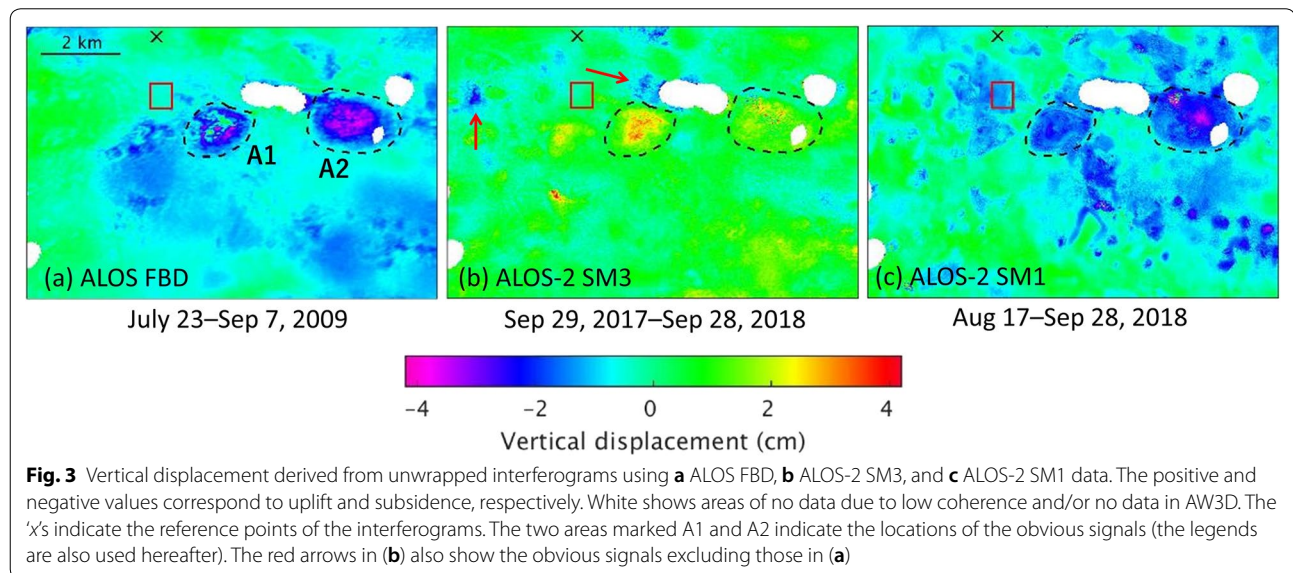 2 km
× × ×
A1 A2
(a) ALOS FBD (b) ALOS-2 SM3 (c) ALOS-2 SM1
July 23–Sep 7, 2009 Sep 29, 2017–Sep 28, 2018 Aug 17–Sep 28, 2018
−4 −2 0 2 4
Vertical displacement (cm)
Fig. 3 Vertical displacement derived from unwrapped interferograms using a ALOS FBD, b ALOS-2 SM3, and c ALOS-2 SM1 data. The positive and
negative values correspond to uplift and subsidence, respectively. White shows areas of no data due to low coherence and/or no data in AW3D. The
'x's indicate the reference points of the interferograms. The two areas marked A1 and A2 indicate the locations of the obvious signals (the legends
are also used hereafter). The red arrows in (b) also show the obvious signals excluding those in (a)